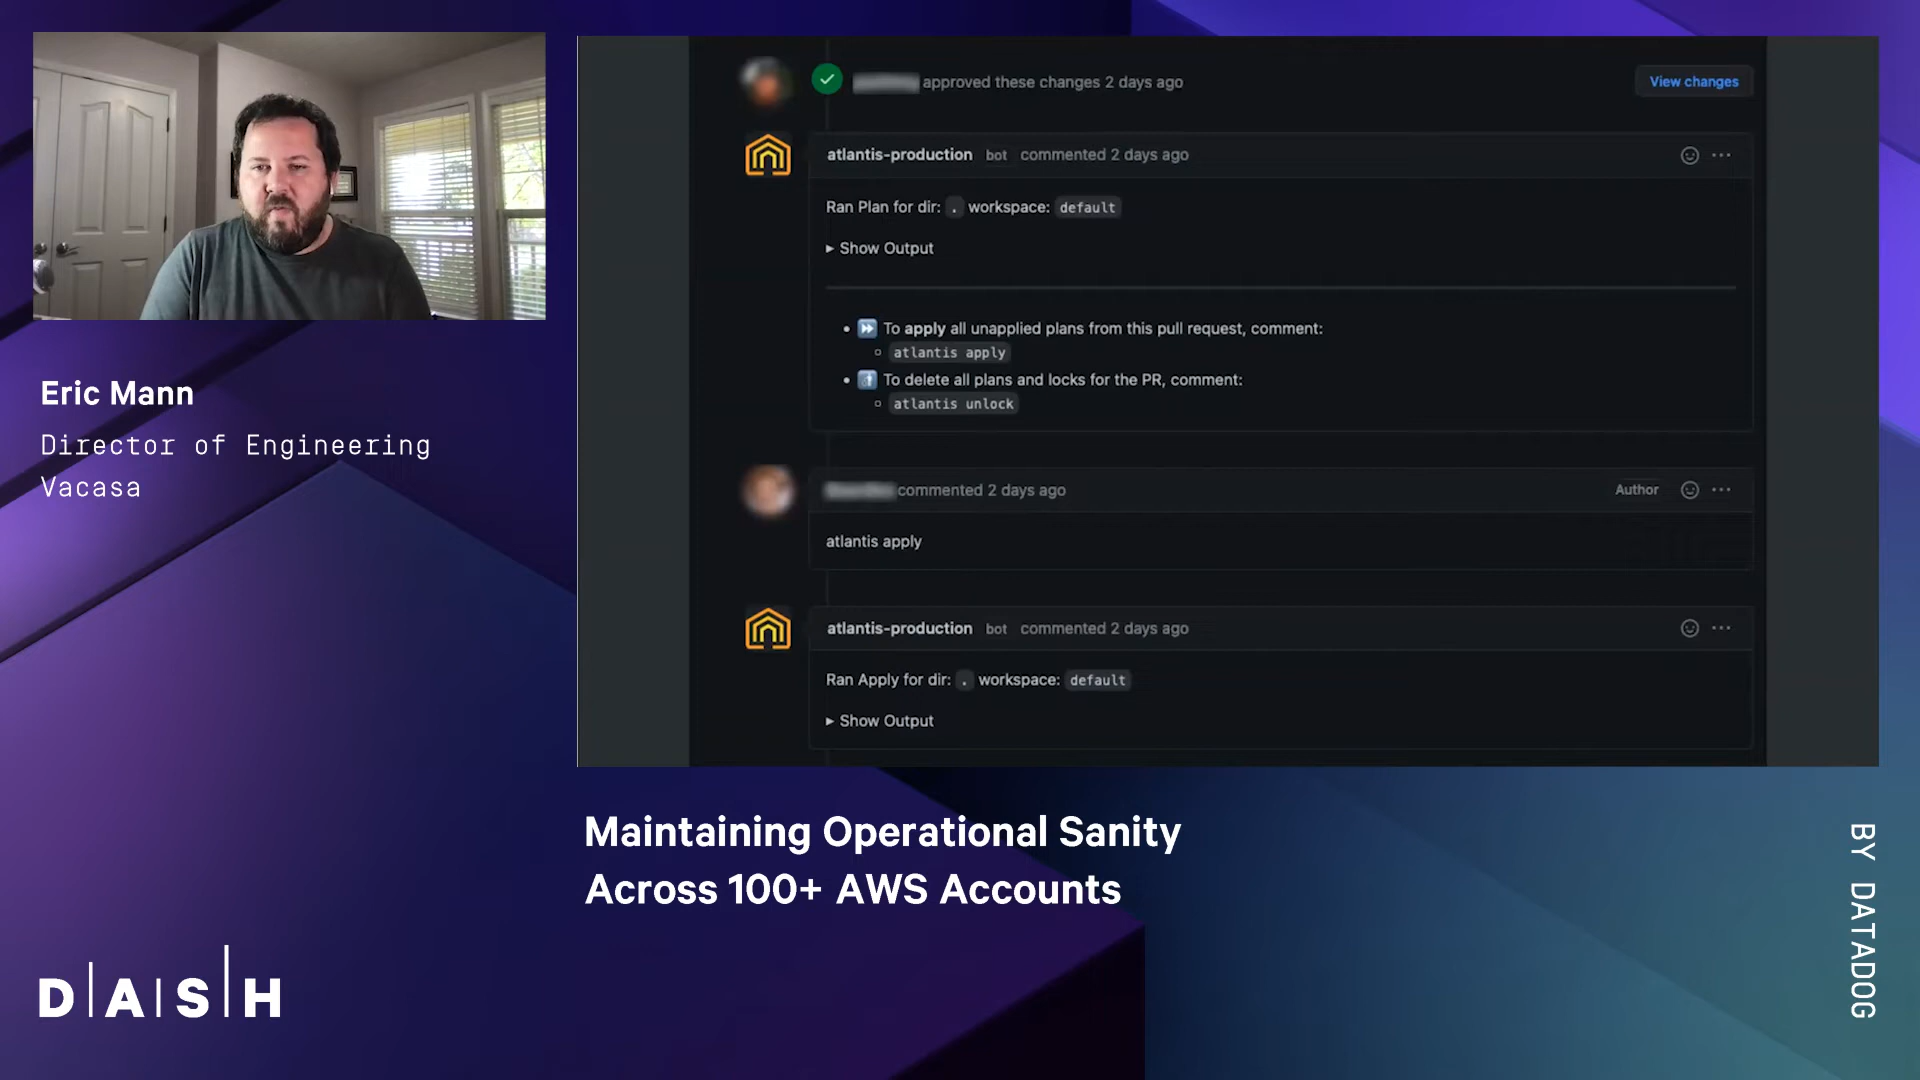 Eric Mann
Director of Engineering
Vacasa
approved these changes 2 days ago
View changes
atlantis-production bot commented 2 days ago
Ran Plan for dir: . workspace: default
▸ Show Output
• ⏩ To apply all unapplied plans from this pull request, comment:
◦ atlantis apply
• 🚮 To delete all plans and locks for the PR, comment:
◦ atlantis unlock
commented 2 days ago
Author
atlantis apply
atlantis-production bot commented 2 days ago
Ran Apply for dir: . workspace: default
▸ Show Output
Maintaining Operational Sanity
Across 100+ AWS Accounts
DASH
BY DATADOG